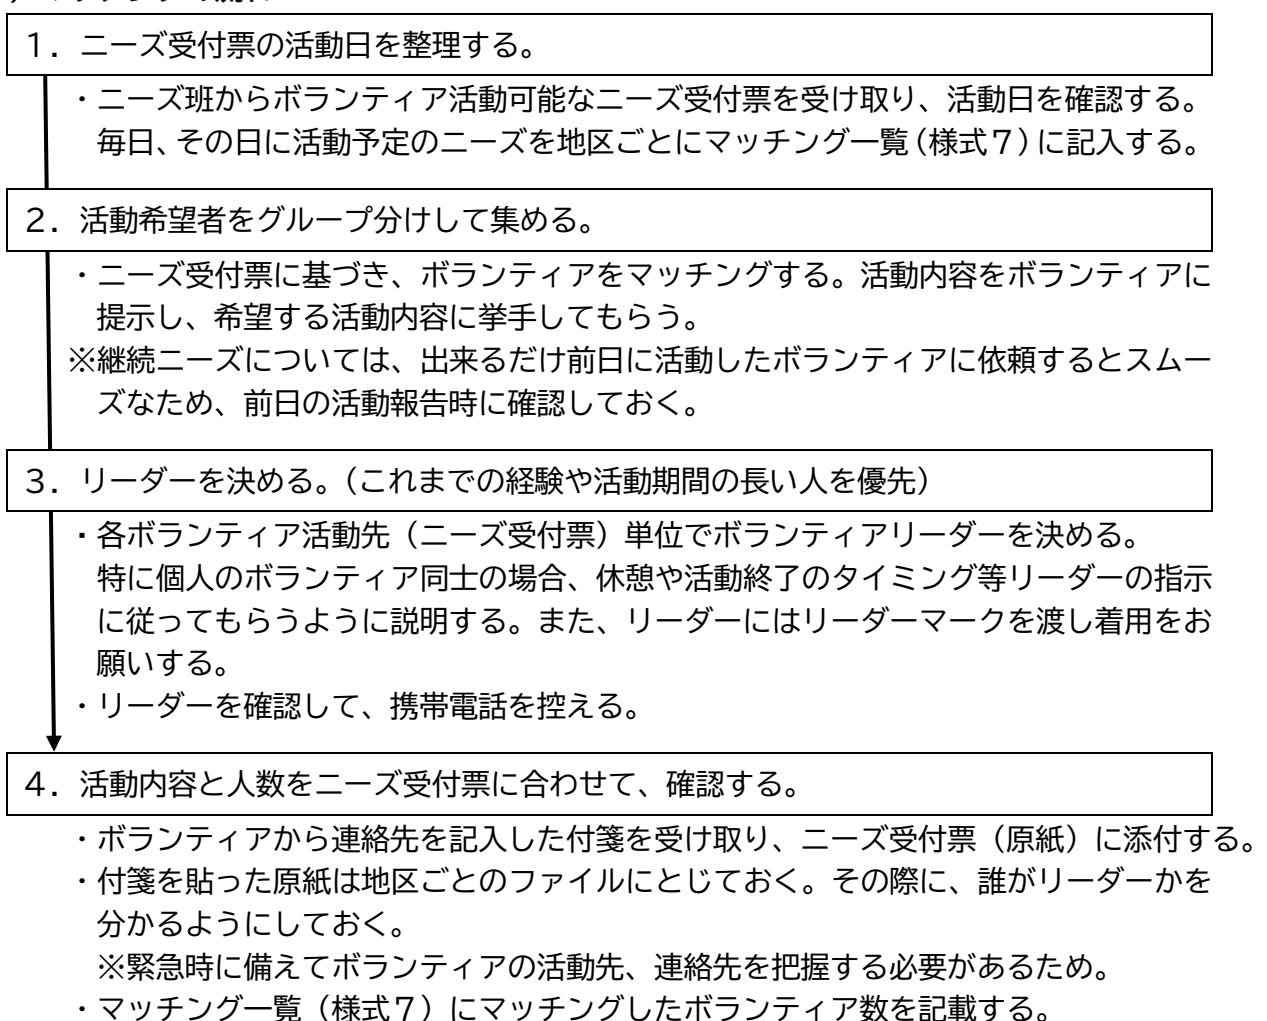 1．ニーズ受付票の活動日を整理する。
・ニーズ班からボランティア活動可能なニーズ受付票を受け取り、活動日を確認する。
毎日、その日に活動予定のニーズを地区ごとにマッチング一覧（様式７）に記入する。
2．活動希望者をグループ分けして集める。
・ニーズ受付票に基づき、ボランティアをマッチングする。活動内容をボランティアに
提示し、希望する活動内容に挙手してもらう。
※継続ニーズについては、出来るだけ前日に活動したボランティアに依頼するとスムー
ズなため、前日の活動報告時に確認しておく。
3．リーダーを決める。（これまでの経験や活動期間の長い人を優先）
・各ボランティア活動先（ニーズ受付票）単位でボランティアリーダーを決める。
特に個人のボランティア同士の場合、休憩や活動終了のタイミング等リーダーの指示
に従ってもらうように説明する。また、リーダーにはリーダーマークを渡し着用をお
願いする。
・リーダーを確認して、携帯電話を控える。
4．活動内容と人数をニーズ受付票に合わせて、確認する。
・ボランティアから連絡先を記入した付箋を受け取り、ニーズ受付票（原紙）に添付する。
・付箋を貼った原紙は地区ごとのファイルにとじておく。その際に、誰がリーダーかを
分かるようにしておく。
※緊急時に備えてボランティアの活動先、連絡先を把握する必要があるため。
・マッチング一覧（様式７）にマッチングしたボランティア数を記載する。